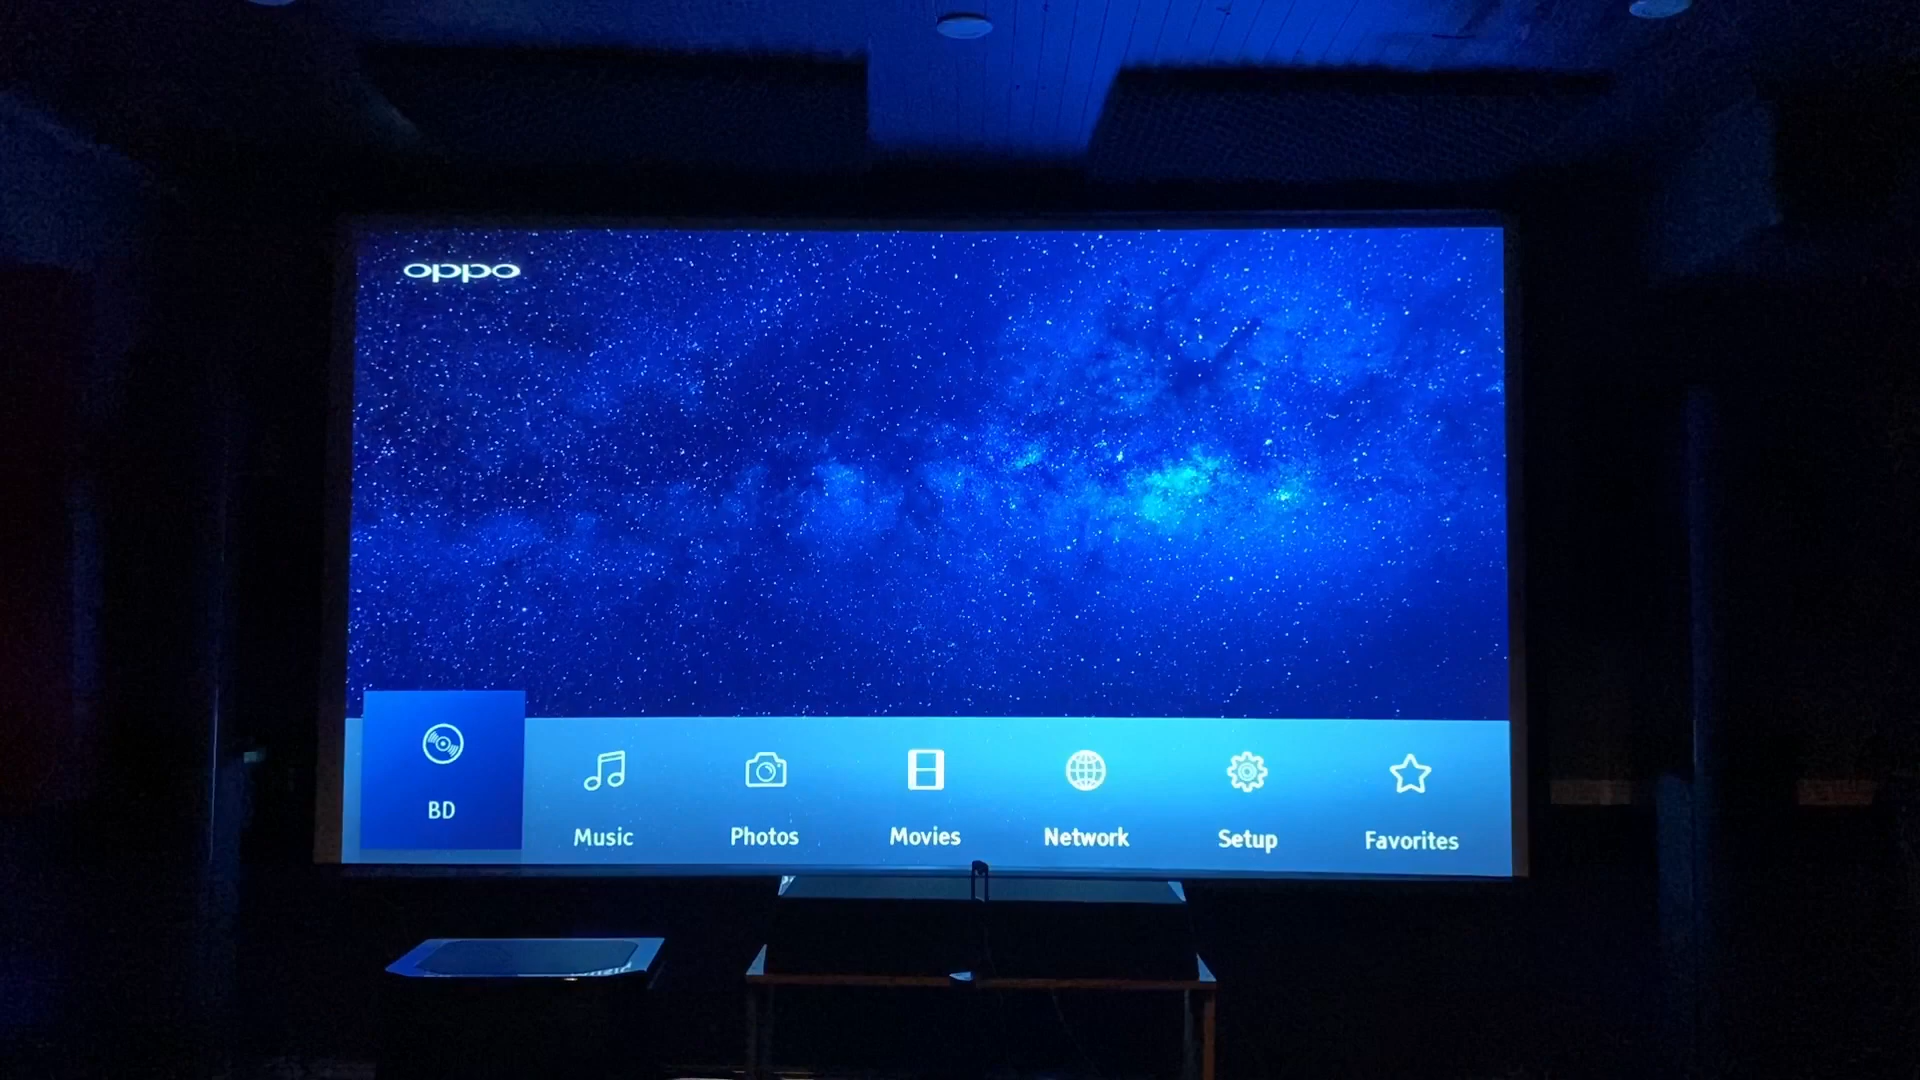 oppo
BD
Music
Photos
Movies
Network
Setup
Favorites